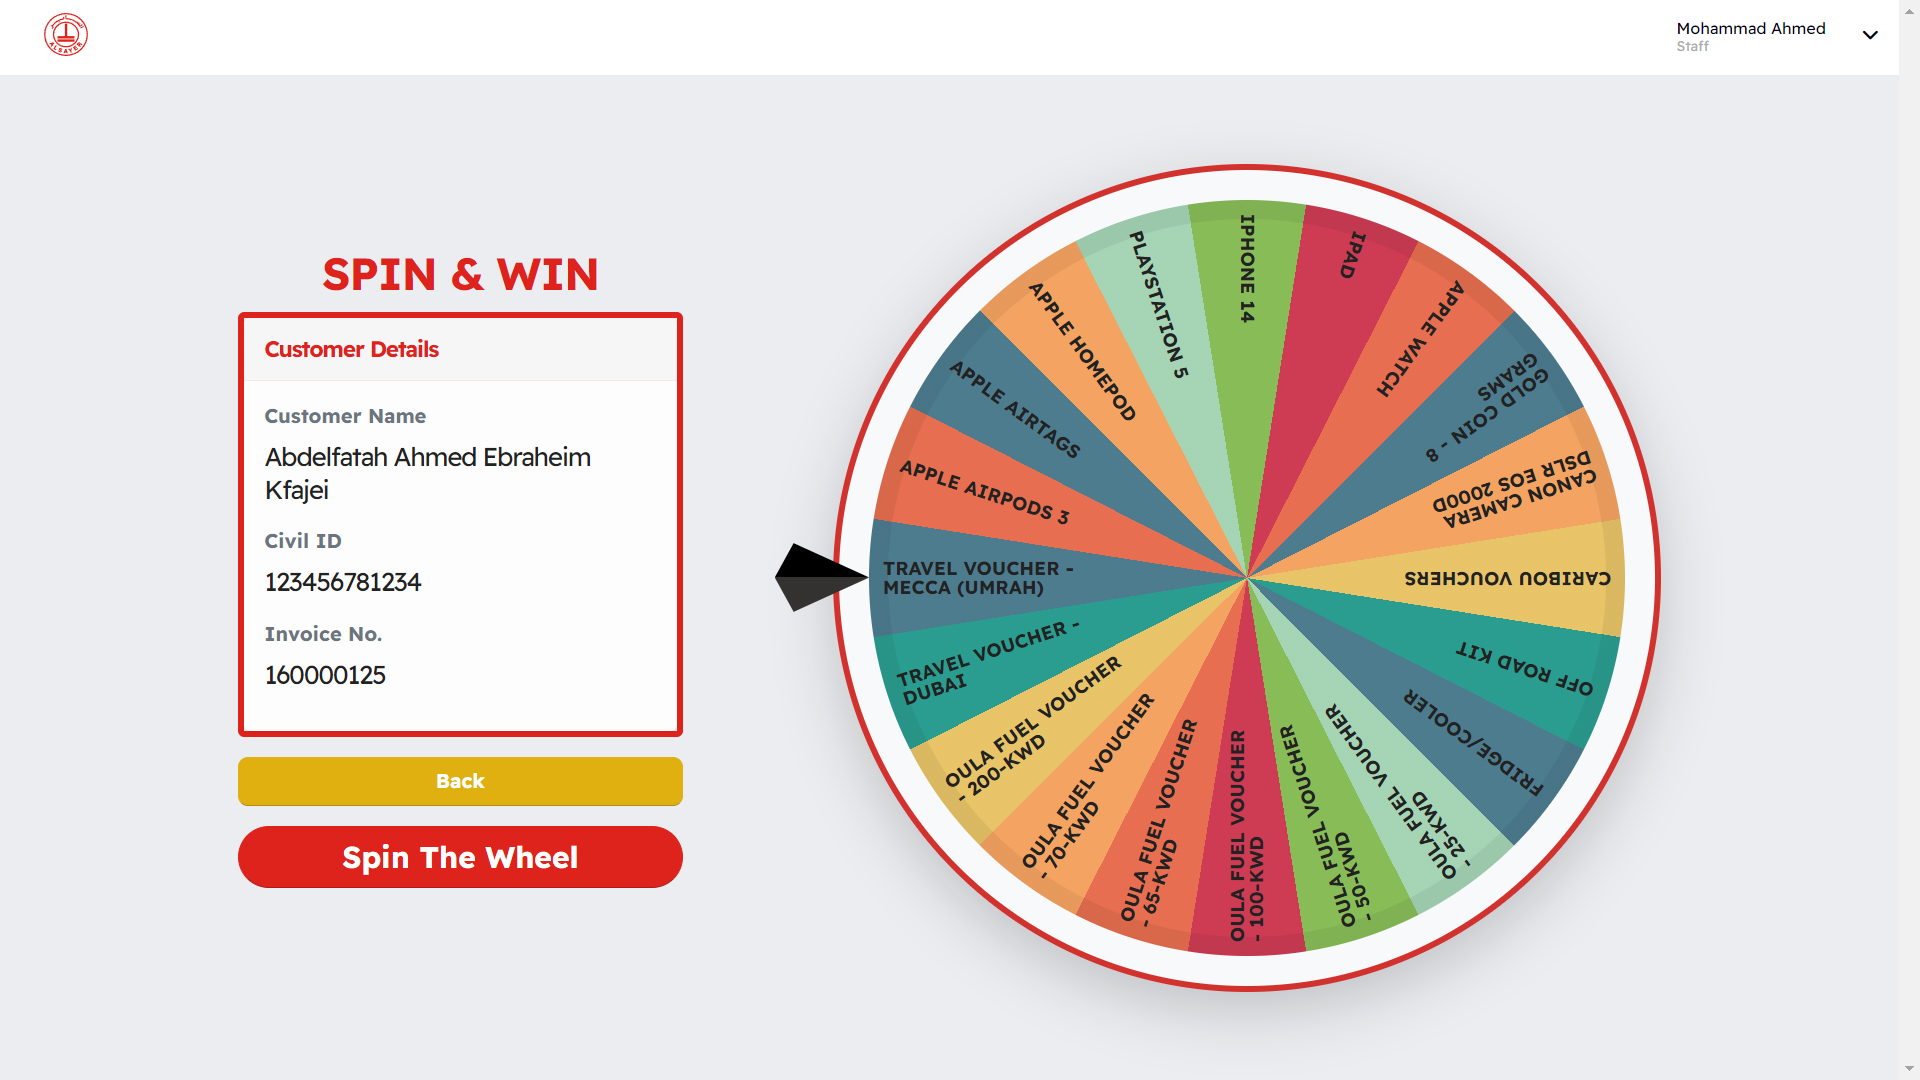 ALSAYER
Mohammad Ahmed
Staff
SPIN & WIN
Customer Details
Customer Name
Abdelfatah Ahmed Ebraheim
Kfajei
Civil ID
123456781234
Invoice No.
160000125
Back
Spin The Wheel
IPHONE 14
IPAD
APPLE WATCH
GOLD COIN - 8
GRAMS
CANON CAMERA
DSLR EOS 2000D
CARIBOU VOUCHERS
OFF ROAD KIT
FRIDGE/COOLER
OULA FUEL VOUCHER
- 25-KWD
OULA FUEL VOUCHER
- 50-KWD
OULA FUEL VOUCHER
- 100-KWD
OULA FUEL VOUCHER
- 65-KWD
OULA FUEL VOUCHER
- 70-KWD
OULA FUEL VOUCHER
- 200-KWD
TRAVEL VOUCHER -
DUBAI
TRAVEL VOUCHER -
MECCA (UMRAH)
APPLE AIRPODS 3
APPLE AIRTAGS
APPLE HOMEPOD
PLAYSTATION 5